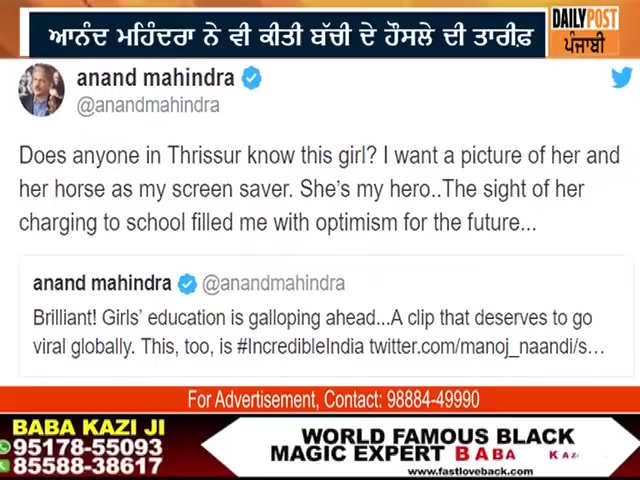 ਆਨੰਦ ਮਹਿੰਦਰਾ ਨੇ ਵੀ ਕੀਤੀ ਬੱਚੀ ਦੇ ਹੌਸਲੇ ਦੀ ਤਾਰੀਫ਼
DAILYPOST
ਪੰਜਾਬੀ
anand mahindra
@anandmahindra
Does anyone in Thrissur know this girl? I want a picture of her and
her horse as my screen saver. She's my hero..The sight of her
charging to school filled me with optimism for the future...
anand mahindra @anandmahindra
Brilliant! Girls' education is galloping ahead...A clip that deserves to go
viral globally. This, too, is #IncredibleIndia twitter.com/manoj_naandi/s…
For Advertisement, Contact: 98884-49990
BABA KAZI JI
95178-55093
85588-38617
WORLD FAMOUS BLACK
MAGIC EXPERT BABA KAZ
www.fastloveback.com